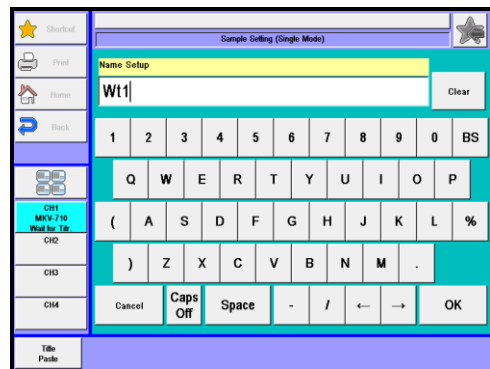 Shortcut
Sample Setting (Single Mode)
Print
Name Setup
Home
Wt1
Clear
Back
1 2 3 4 5 6 7 8 9 0 BS
Q W E R T Y U I O P
CH1
MKV-710
Wait for Titr.
( A S D F G H J K L %
CH2
) Z X C V B N M .
CH3
CH4
Cancel Caps Off Space - / ← → OK
Title
Paste